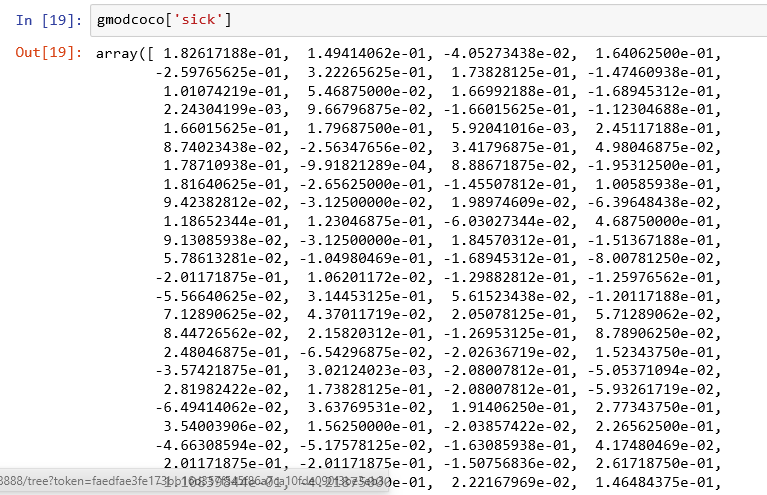 In [19]: gmodcoco['sick']
Out[19]: array([ 1.82617188e-01, 1.49414062e-01, -4.05273438e-02, 1.64062500e-01,
-2.59765625e-01, 3.22265625e-01, 1.73828125e-01, -1.47460938e-01,
1.01074219e-01, 5.46875000e-02, 1.66992188e-01, -1.68945312e-01,
2.24304199e-03, 9.66796875e-02, -1.66015625e-01, -1.12304688e-01,
1.66015625e-01, 1.79687500e-01, 5.92041016e-03, 2.45117188e-01,
8.74023438e-02, -2.56347656e-02, 3.41796875e-01, 4.98046875e-02,
1.78710938e-01, -9.91821289e-04, 8.88671875e-02, -1.95312500e-01,
1.81640625e-01, -2.65625000e-01, -1.45507812e-01, 1.00585938e-01,
9.42382812e-02, -3.12500000e-02, 1.98974609e-02, -6.39648438e-02,
1.18652344e-01, 1.23046875e-01, -6.03027344e-02, 4.68750000e-01,
9.13085938e-02, -3.12500000e-01, 1.84570312e-01, -1.51367188e-01,
5.78613281e-02, -1.04980469e-01, -1.68945312e-01, -8.00781250e-02,
-2.01171875e-01, 1.06201172e-02, -1.29882812e-01, -1.25976562e-01,
-5.56640625e-02, 3.14453125e-01, 5.61523438e-02, -1.20117188e-01,
7.12890625e-02, 4.37011719e-02, 2.05078125e-01, 5.71289062e-02,
8.44726562e-02, 2.15820312e-01, -1.26953125e-01, 8.78906250e-02,
2.48046875e-01, -6.54296875e-02, -2.02636719e-02, 1.52343750e-01,
-3.57421875e-01, 3.02124023e-03, -2.08007812e-01, -5.05371094e-02,
2.81982422e-02, 1.73828125e-01, -2.08007812e-01, -5.93261719e-02,
-6.49414062e-02, 3.63769531e-02, 1.91406250e-01, 2.77343750e-01,
3.54003906e-02, 1.56250000e-01, -2.03857422e-02, 2.26562500e-01,
-4.66308594e-02, -5.17578125e-02, -1.63085938e-01, 4.17480469e-02,
2.01171875e-01, -2.01171875e-01, -1.50756836e-02, 2.61718750e-01,
2.22167969e-02, 1.46484375e-01,